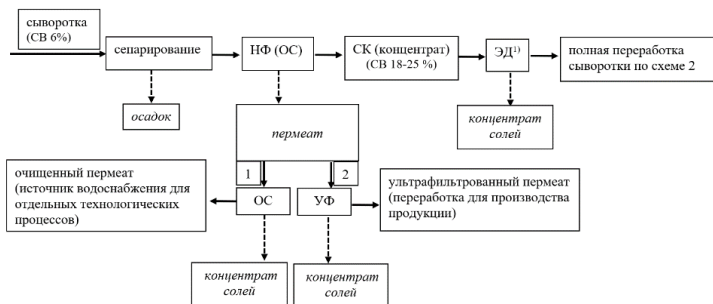 сыворотка
(СВ 6%)
сепарирование
НФ (ОС)
СК (концентрат)
(СВ 18-25 %)
ЭД¹⁾
полная переработка
сыворотки по схеме 2
осадок
пермеат
концентрат
солей
1
2
очищенный пермеат
(источник водоснабжения для
отдельных технологических
процессов)
ОС
УФ
ультрафильтрованный пермеат
(переработка для производства
продукции)
концентрат
солей
концентрат
солей